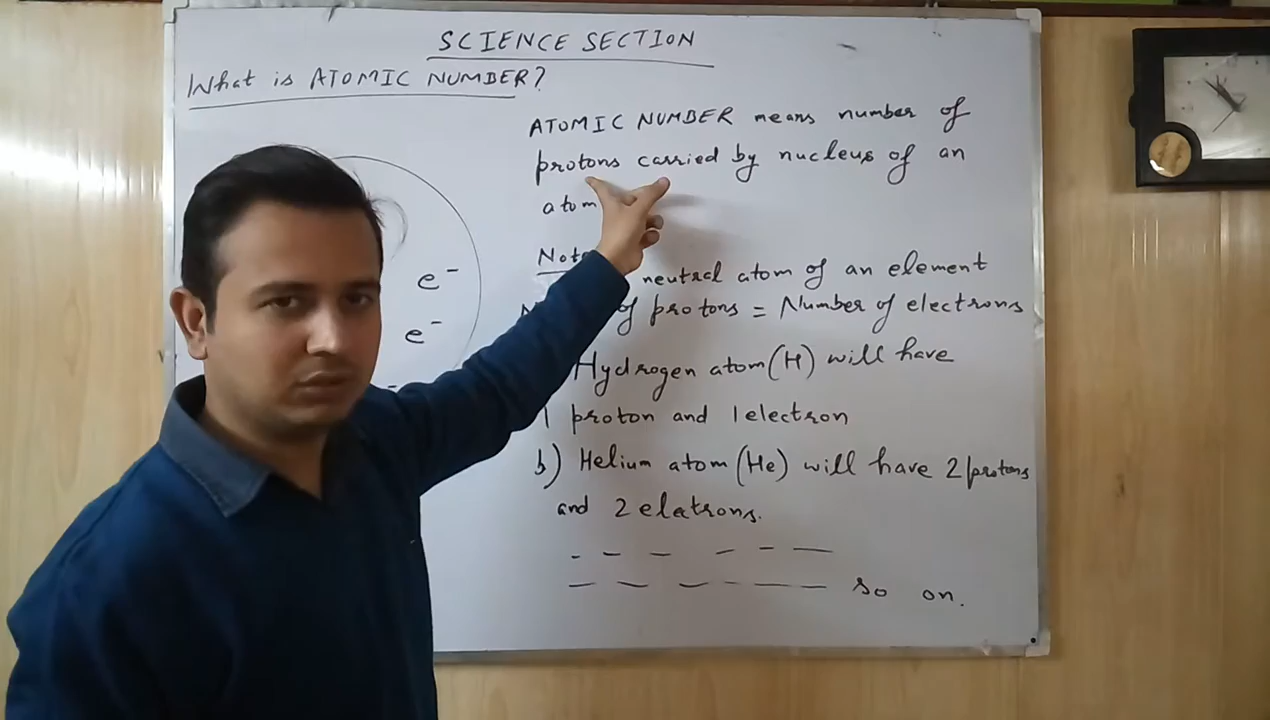 SCIENCE SECTION
What is ATOMIC NUMBER?
ATOMIC NUMBER means number of
protons carried by nucleus of an
atom
e⁻
neutral atom of an element
e⁻
of protons = Number of electrons
Hydrogen atom (H) will have
1 proton and 1 electron
b) Helium atom (He) will have 2 protons
and 2 elatrons.
so on.